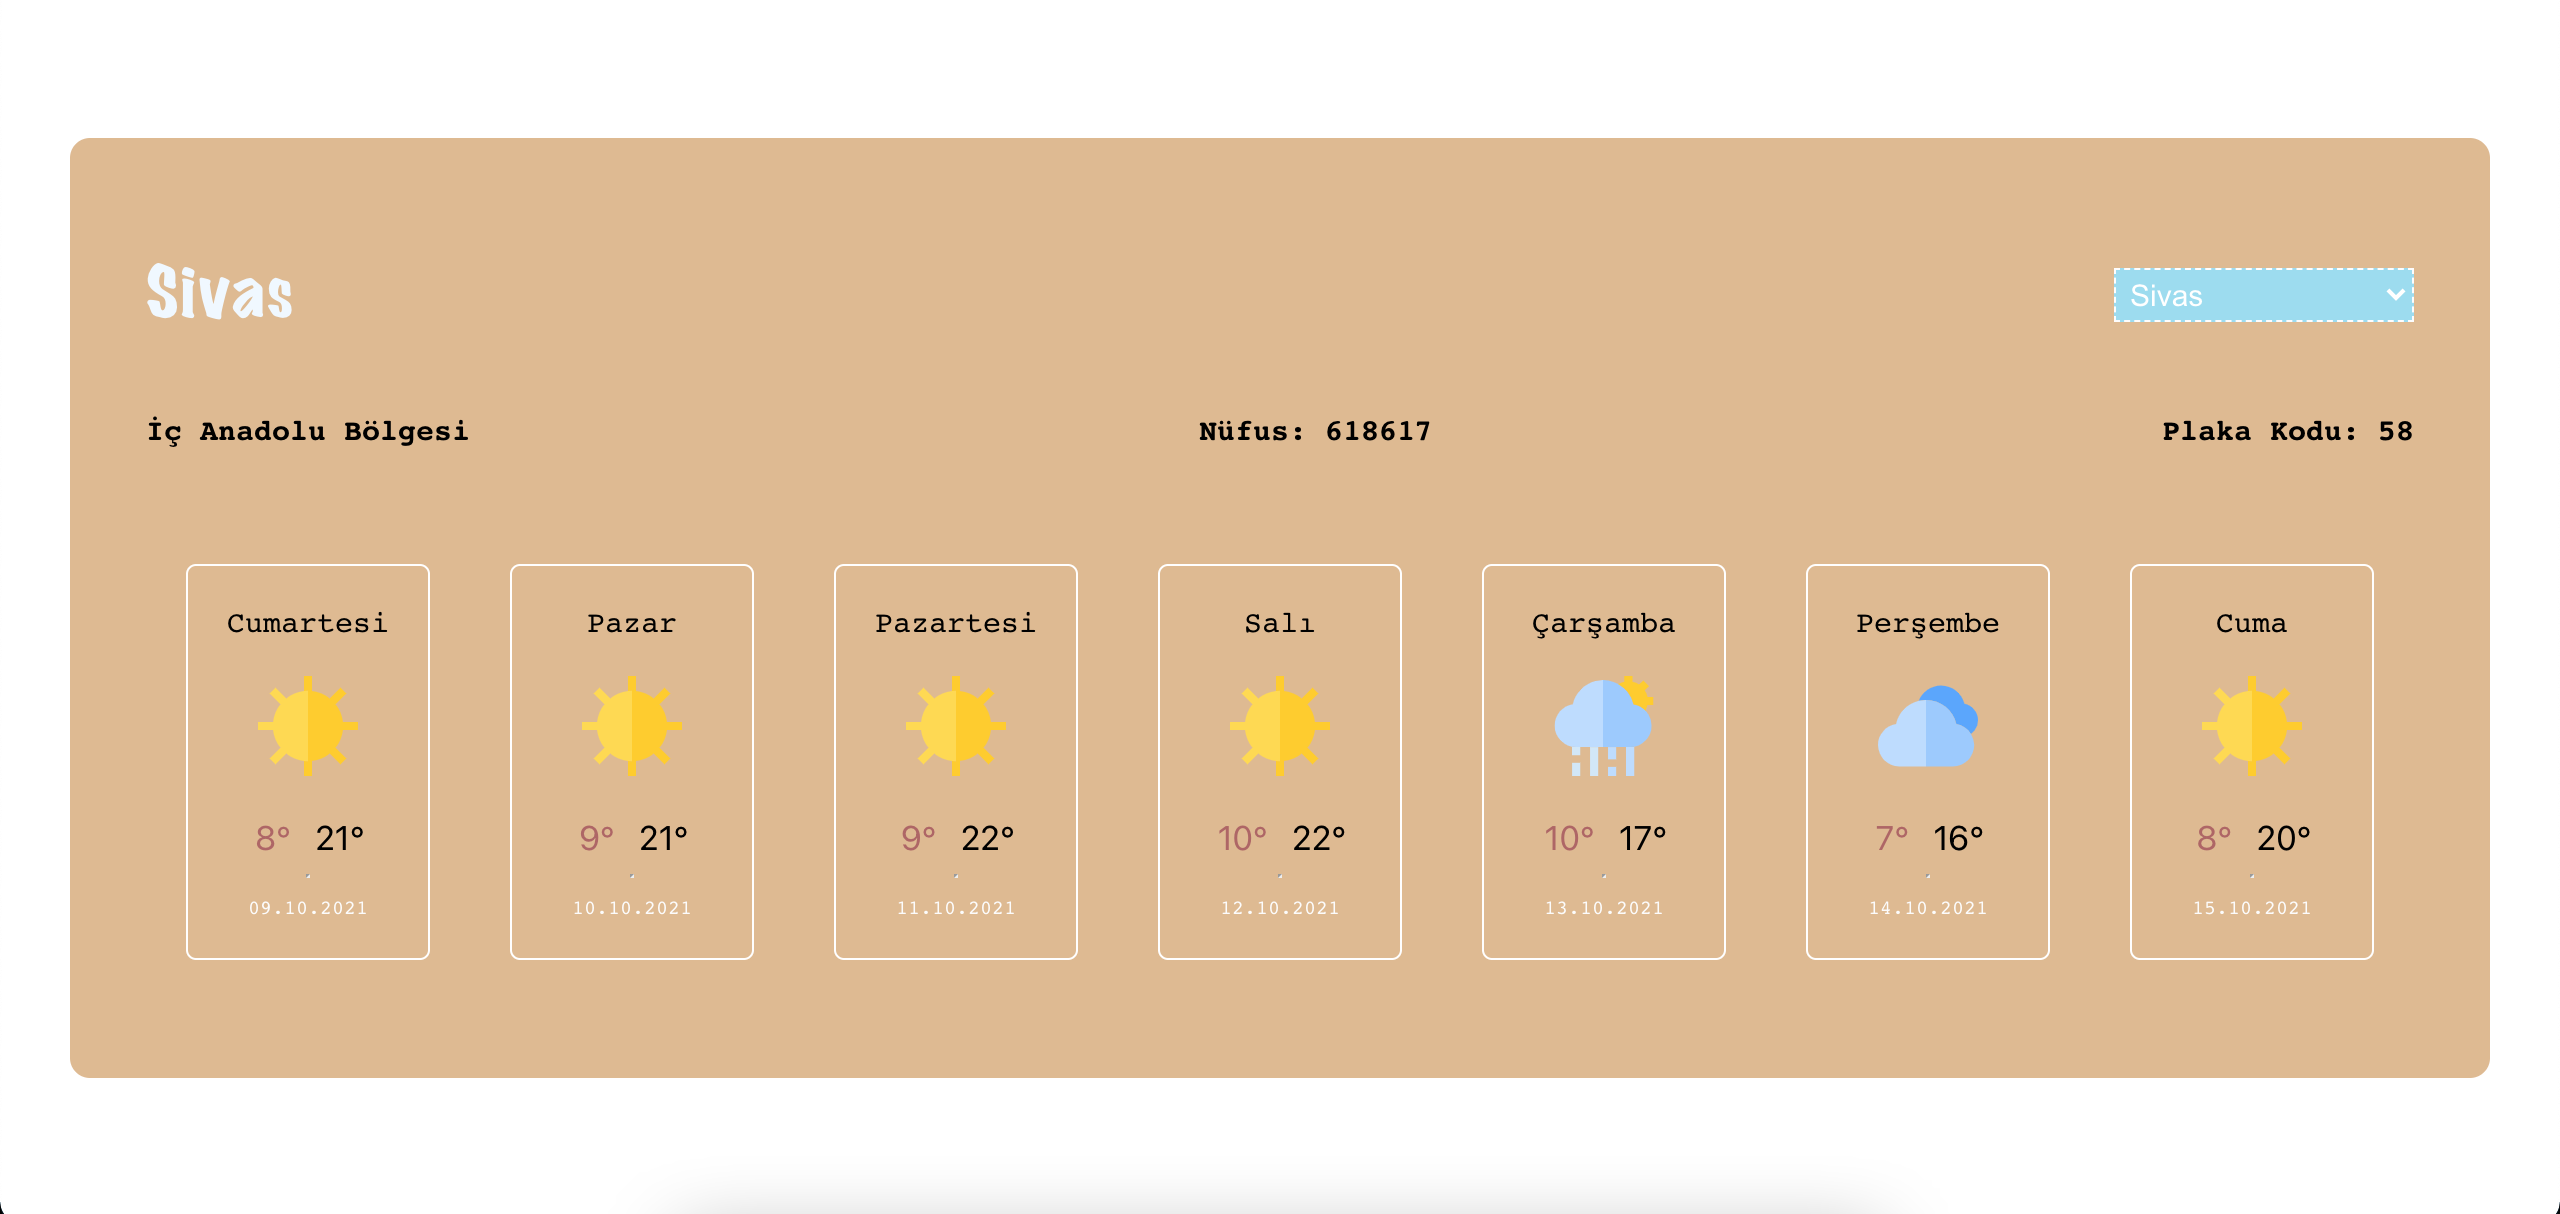 Sivas
Sivas
İç Anadolu Bölgesi
Nüfus: 618617
Plaka Kodu: 58
Cumartesi
8° 21°
09.10.2021
Pazar
9° 21°
10.10.2021
Pazartesi
9° 22°
11.10.2021
Salı
10° 22°
12.10.2021
Çarşamba
10° 17°
13.10.2021
Perşembe
7° 16°
14.10.2021
Cuma
8° 20°
15.10.2021